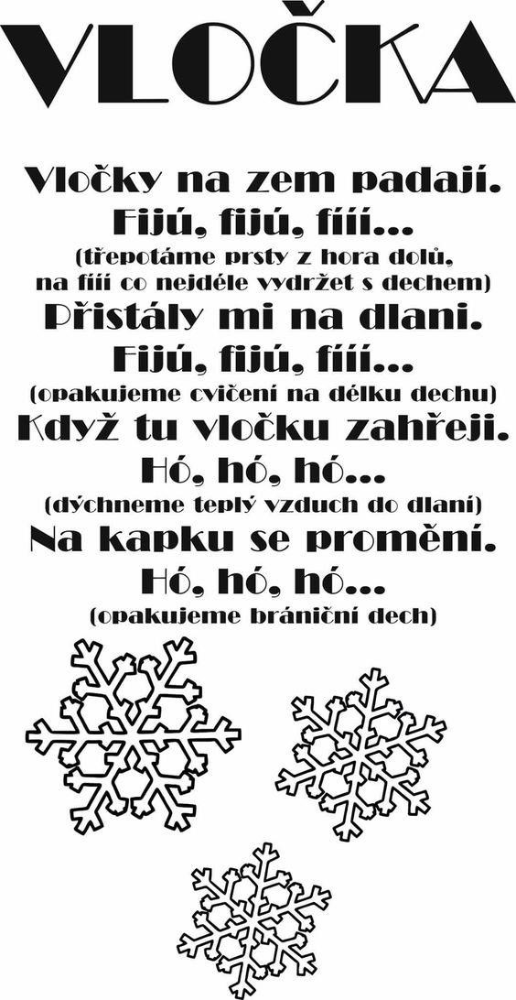 VLOČKA
Vločky na zem padají.
Fijú, fijú, fííí...
(třepotáme prsty z hora dolů,
na fííí co nejdéle vydržet s dechem)
Přistály mi na dlani.
Fijú, fijú, fííí...
(opakujeme cvičení na délku dechu)
Když tu vločku zahřeji.
Hó, hó, hó...
(dýchneme teplý vzduch do dlaní)
Na kapku se promění.
Hó, hó, hó...
(opakujeme brániční dech)